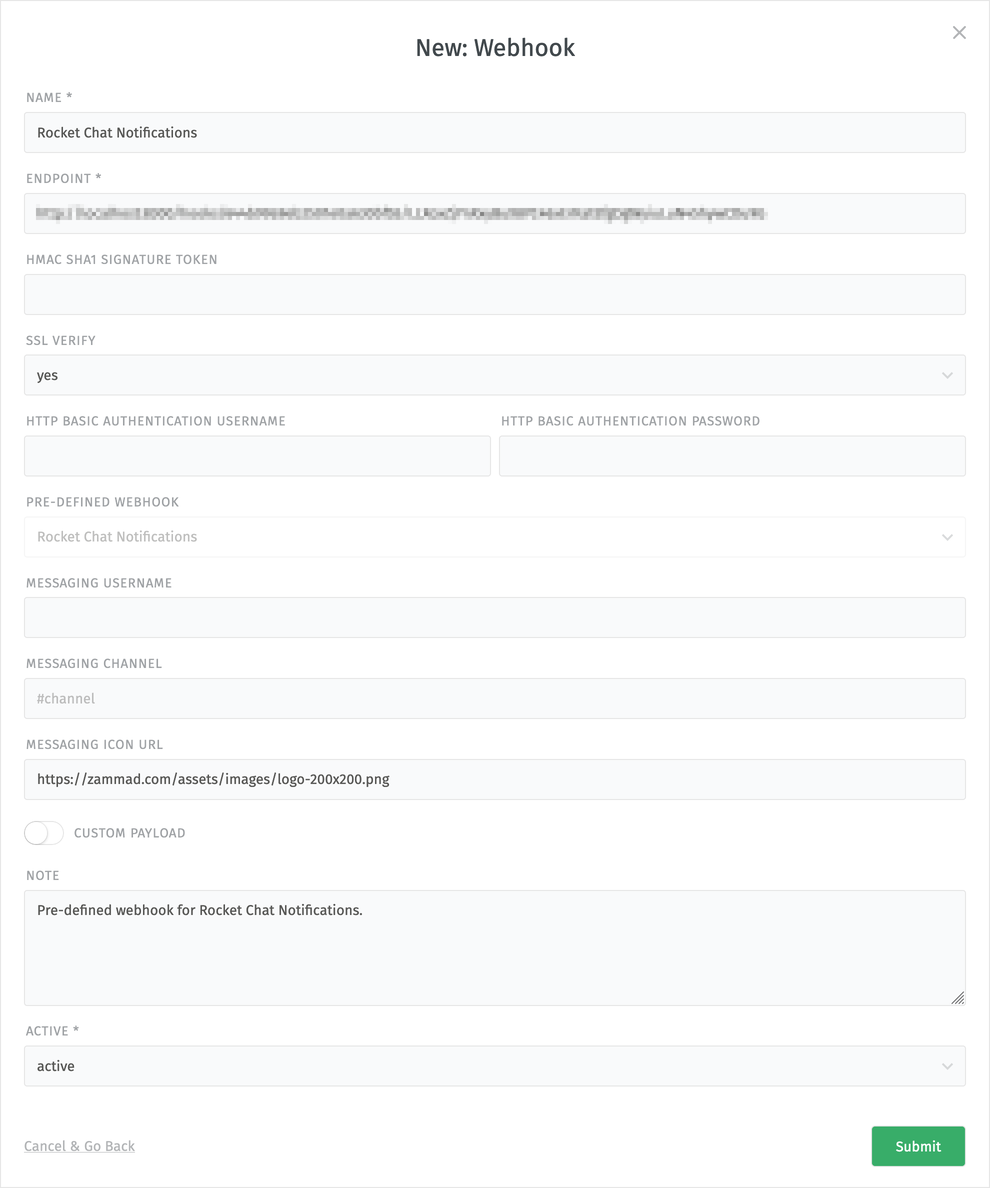 New: Webhook
NAME *
Rocket Chat Notifications
ENDPOINT *
HMAC SHA1 SIGNATURE TOKEN
SSL VERIFY
yes
HTTP BASIC AUTHENTICATION USERNAME
HTTP BASIC AUTHENTICATION PASSWORD
PRE-DEFINED WEBHOOK
Rocket Chat Notifications
MESSAGING USERNAME
MESSAGING CHANNEL
#channel
MESSAGING ICON URL
https://zammad.com/assets/images/logo-200x200.png
CUSTOM PAYLOAD
NOTE
Pre-defined webhook for Rocket Chat Notifications.
ACTIVE *
active
Cancel & Go Back
Submit